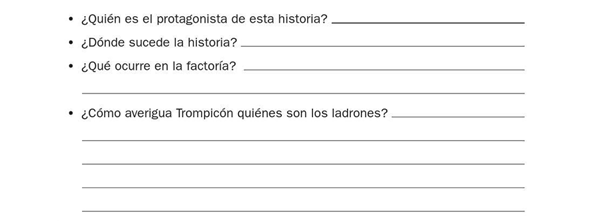 • ¿Quién es el protagonista de esta historia?
• ¿Dónde sucede la historia?
• ¿Qué ocurre en la factoría?
• ¿Cómo averigua Trompicón quiénes son los ladrones?